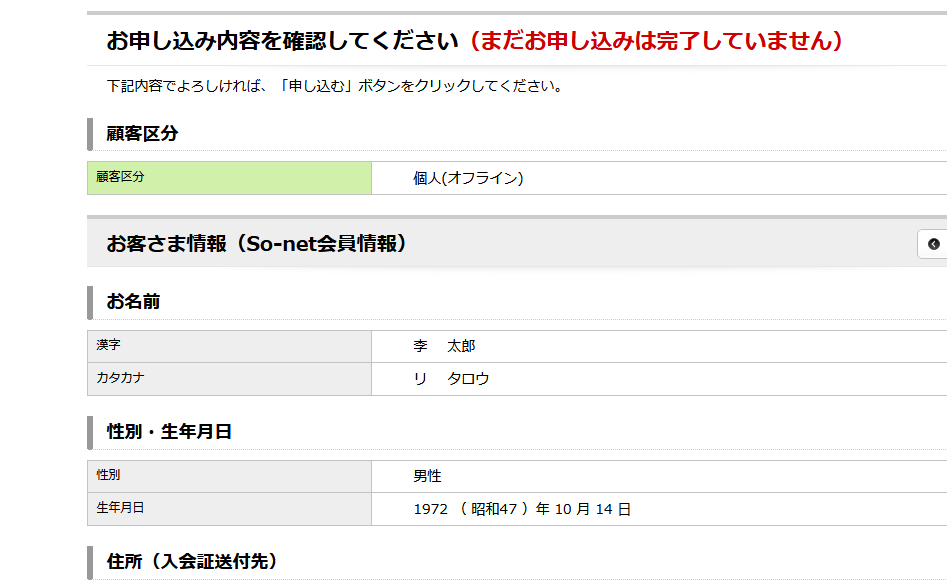 お申し込み内容を確認してください（まだお申し込みは完了していません）
下記内容でよろしければ、「申し込む」ボタンをクリックしてください。
顧客区分
顧客区分 個人(オフライン)
お客さま情報（So-net会員情報）
お名前
漢字 李 太郎
カタカナ リ タロウ
性別・生年月日
性別 男性
生年月日 1972 （ 昭和47 ）年 10 月 14 日
住所（入会証送付先）